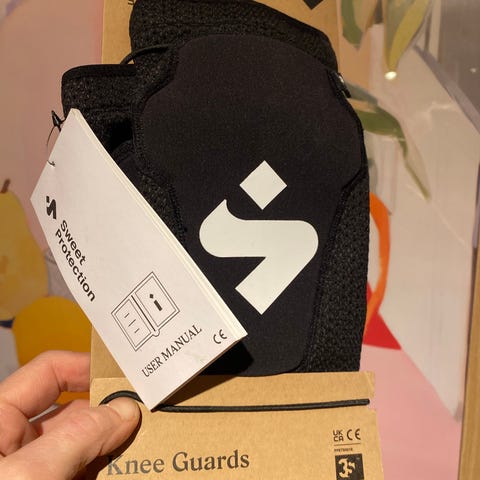 Sweet
Protection
USER MANUAL
CE
UK
CA CE
Knee Guards